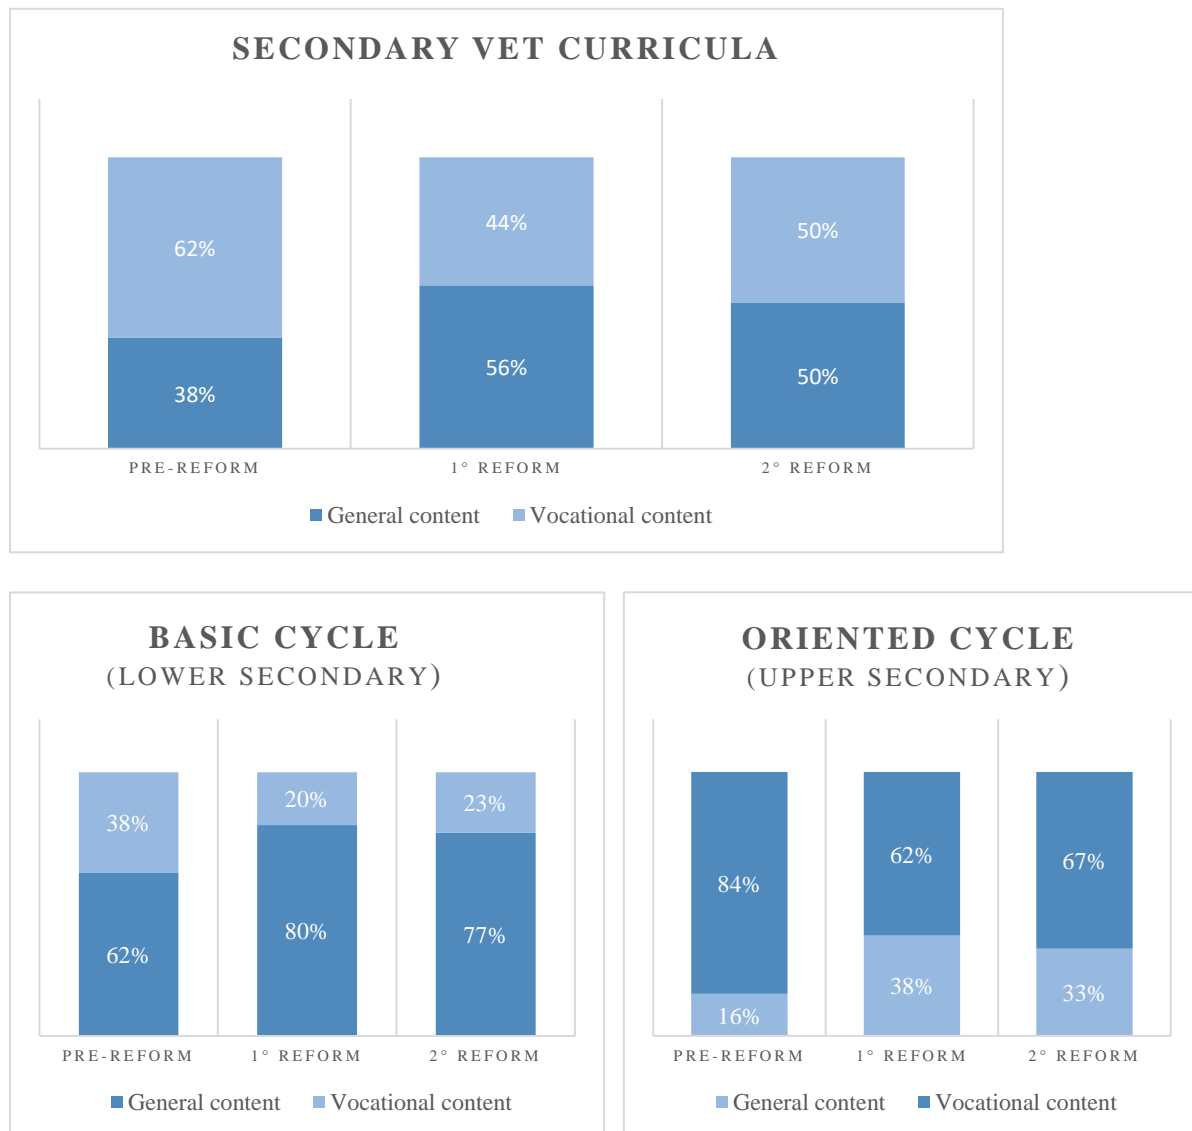 SECONDARY VET CURRICULA
62%
44%
50%
38%
56%
50%
PRE-REFORM
1° REFORM
2° REFORM
General content
Vocational content
BASIC CYCLE
(LOWER SECONDARY)
38%
20%
23%
62%
80%
77%
PRE-REFORM
1° REFORM
2° REFORM
General content
Vocational content
ORIENTED CYCLE
(UPPER SECONDARY)
84%
62%
67%
16%
38%
33%
PRE-REFORM
1° REFORM
2° REFORM
General content
Vocational content